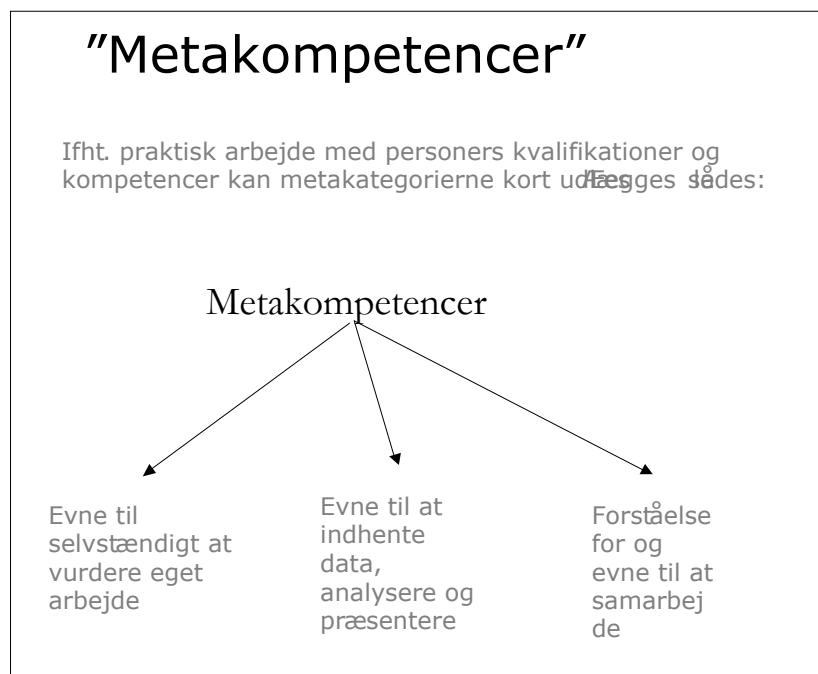 ”Metakompetencer”
Ifht. praktisk arbejde med personers kvalifikationer og
kompetencer kan metakategorierne kort således:
Metakompetencer
Evne til
selvstændigt at
vurdere eget
arbejde
Evne til at
indhente
data,
analysere og
præsentere
Forståelse
for og
evne til at
samarbej
de